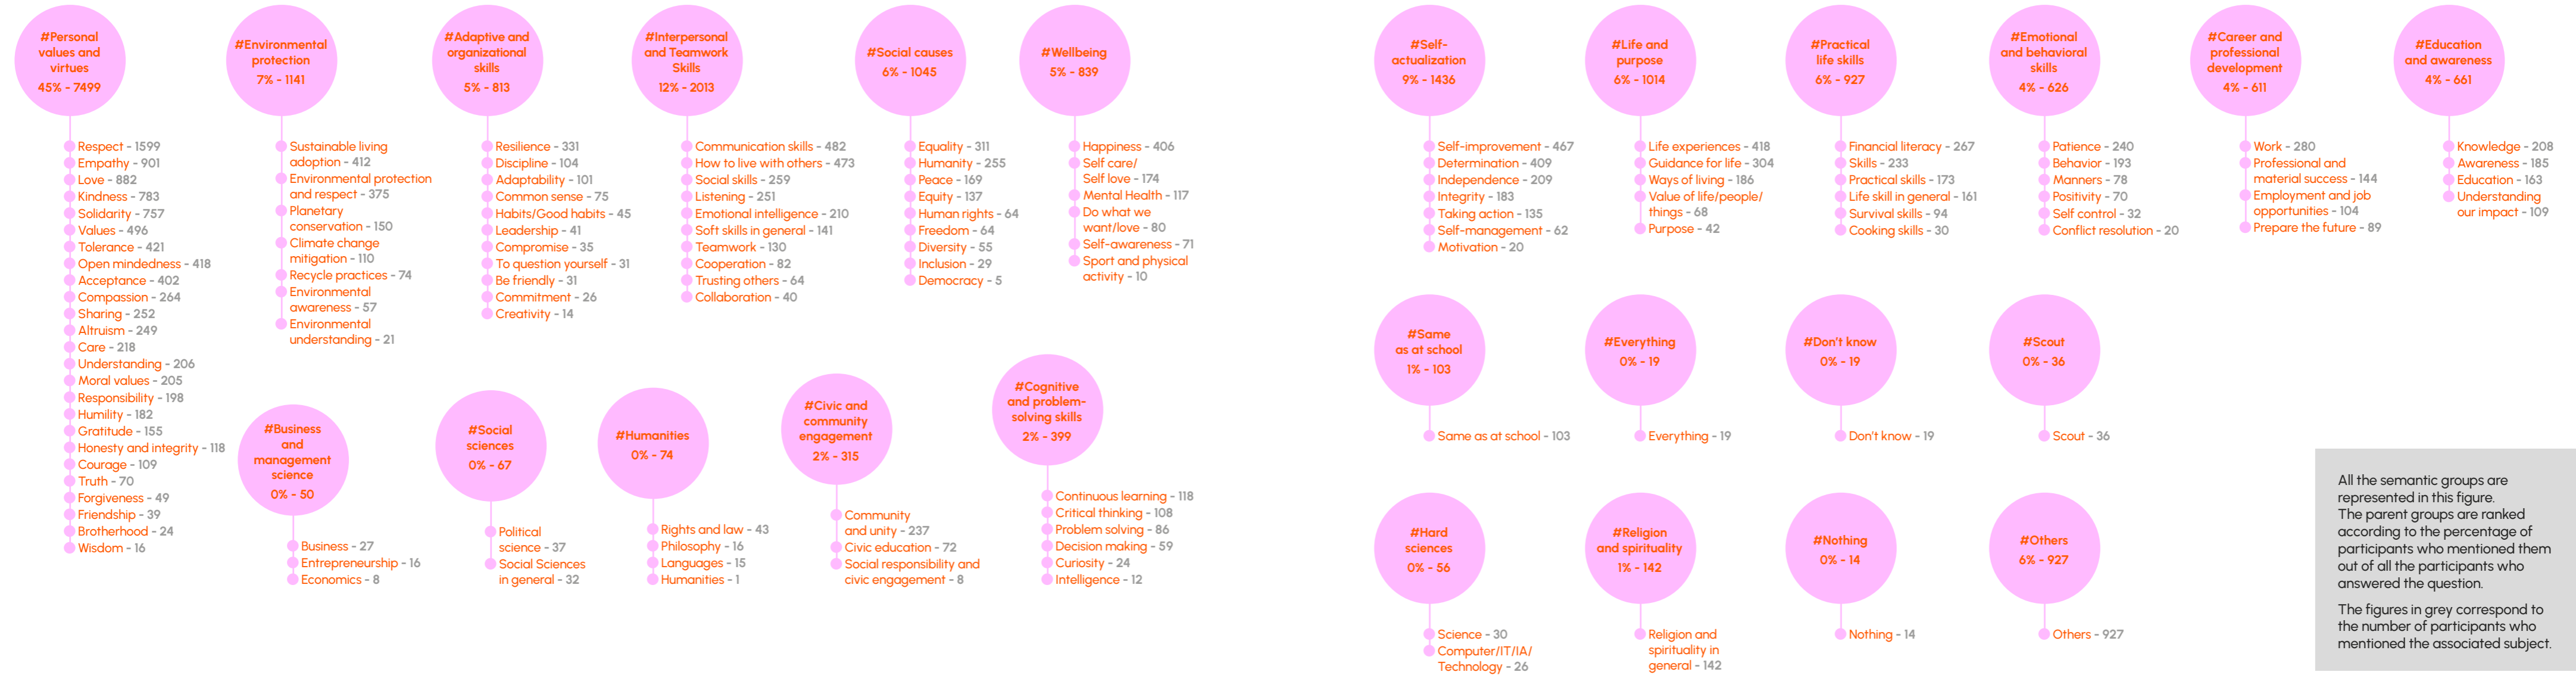 #Personal
values and
virtues
45% - 7499
Respect - 1599
Empathy - 901
Love - 882
Kindness - 783
Solidarity - 757
Values - 496
Tolerance - 421
Open mindedness - 418
Acceptance - 402
Compassion - 264
Sharing - 252
Altruism - 249
Care - 218
Understanding - 206
Moral values - 205
Responsibility - 198
Humility - 182
Gratitude - 155
Honesty and integrity - 118
Courage - 109
Truth - 70
Forgiveness - 49
Friendship - 39
Brotherhood - 24
Wisdom - 16
#Environmental
protection
7% - 1141
Sustainable living
adoption - 412
Environmental protection
and respect - 375
Planetary
conservation - 150
Climate change
mitigation - 110
Recycle practices - 74
Environmental
awareness - 57
Environmental
understanding - 21
#Adaptive and
organizational
skills
5% - 813
Resilience - 331
Discipline - 104
Adaptability - 101
Common sense - 75
Habits/Good habits - 45
Leadership - 41
Compromise - 35
To question yourself - 31
Be friendly - 31
Commitment - 26
Creativity - 14
#Interpersonal
and Teamwork
Skills
12% - 2013
Communication skills - 482
How to live with others - 473
Social skills - 259
Listening - 251
Emotional intelligence - 210
Soft skills in general - 141
Teamwork - 130
Cooperation - 82
Trusting others - 64
Collaboration - 40
#Social causes
6% - 1045
Equality - 311
Humanity - 255
Peace - 169
Equity - 137
Human rights - 64
Freedom - 64
Diversity - 55
Inclusion - 29
Democracy - 5
#Wellbeing
5% - 839
Happiness - 406
Self care/
Self love - 174
Mental Health - 117
Do what we
want/love - 80
Self-awareness - 71
Sport and physical
activity - 10
#Business
and
management
science
0% - 50
Business - 27
Entrepreneurship - 16
Economics - 8
#Social
sciences
0% - 67
Political
science - 37
Social Sciences
in general - 32
#Humanities
0% - 74
Rights and law - 43
Philosophy - 16
Languages - 15
Humanities - 1
#Civic and
community
engagement
2% - 315
Community
and unity - 237
Civic education - 72
Social responsibility and
civic engagement - 8
#Cognitive
and problem-
solving skills
2% - 399
Continuous learning - 118
Critical thinking - 108
Problem solving - 86
Decision making - 59
Curiosity - 24
Intelligence - 12
#Self-
actualization
9% - 1436
Self-improvement - 467
Determination - 409
Independence - 209
Integrity - 183
Taking action - 135
Self-management - 62
Motivation - 20
#Life and
purpose
6% - 1014
Life experiences - 418
Guidance for life - 304
Ways of living - 186
Value of life/people/
things - 68
Purpose - 42
#Practical
life skills
6% - 927
Financial literacy - 267
Skills - 233
Practical skills - 173
Life skill in general - 161
Survival skills - 94
Cooking skills - 30
#Emotional
and behavioral
skills
4% - 626
Patience - 240
Behavior - 193
Manners - 78
Positivity - 70
Self control - 32
Conflict resolution - 20
#Career and
professional
development
4% - 611
Work - 280
Professional and
material success - 144
Employment and job
opportunities - 104
Prepare the future - 89
#Education
and awareness
4% - 661
Knowledge - 208
Awareness - 185
Education - 163
Understanding
our impact - 109
#Same
as at school
1% - 103
Same as at school - 103
#Everything
0% - 19
Everything - 19
#Don't know
0% - 19
Don't know - 19
#Scout
0% - 36
Scout - 36
#Hard
sciences
0% - 56
Science - 30
Computer/IT/IA/
Technology - 26
#Religion
and spirituality
1% - 142
Religion and
spirituality in
general - 142
#Nothing
0% - 14
Nothing - 14
#Others
6% - 927
Others - 927
All the semantic groups are
represented in this figure.
The parent groups are ranked
according to the percentage of
participants who mentioned them
out of all the participants who
answered the question.
The figures in grey correspond to
the number of participants who
mentioned the associated subject.